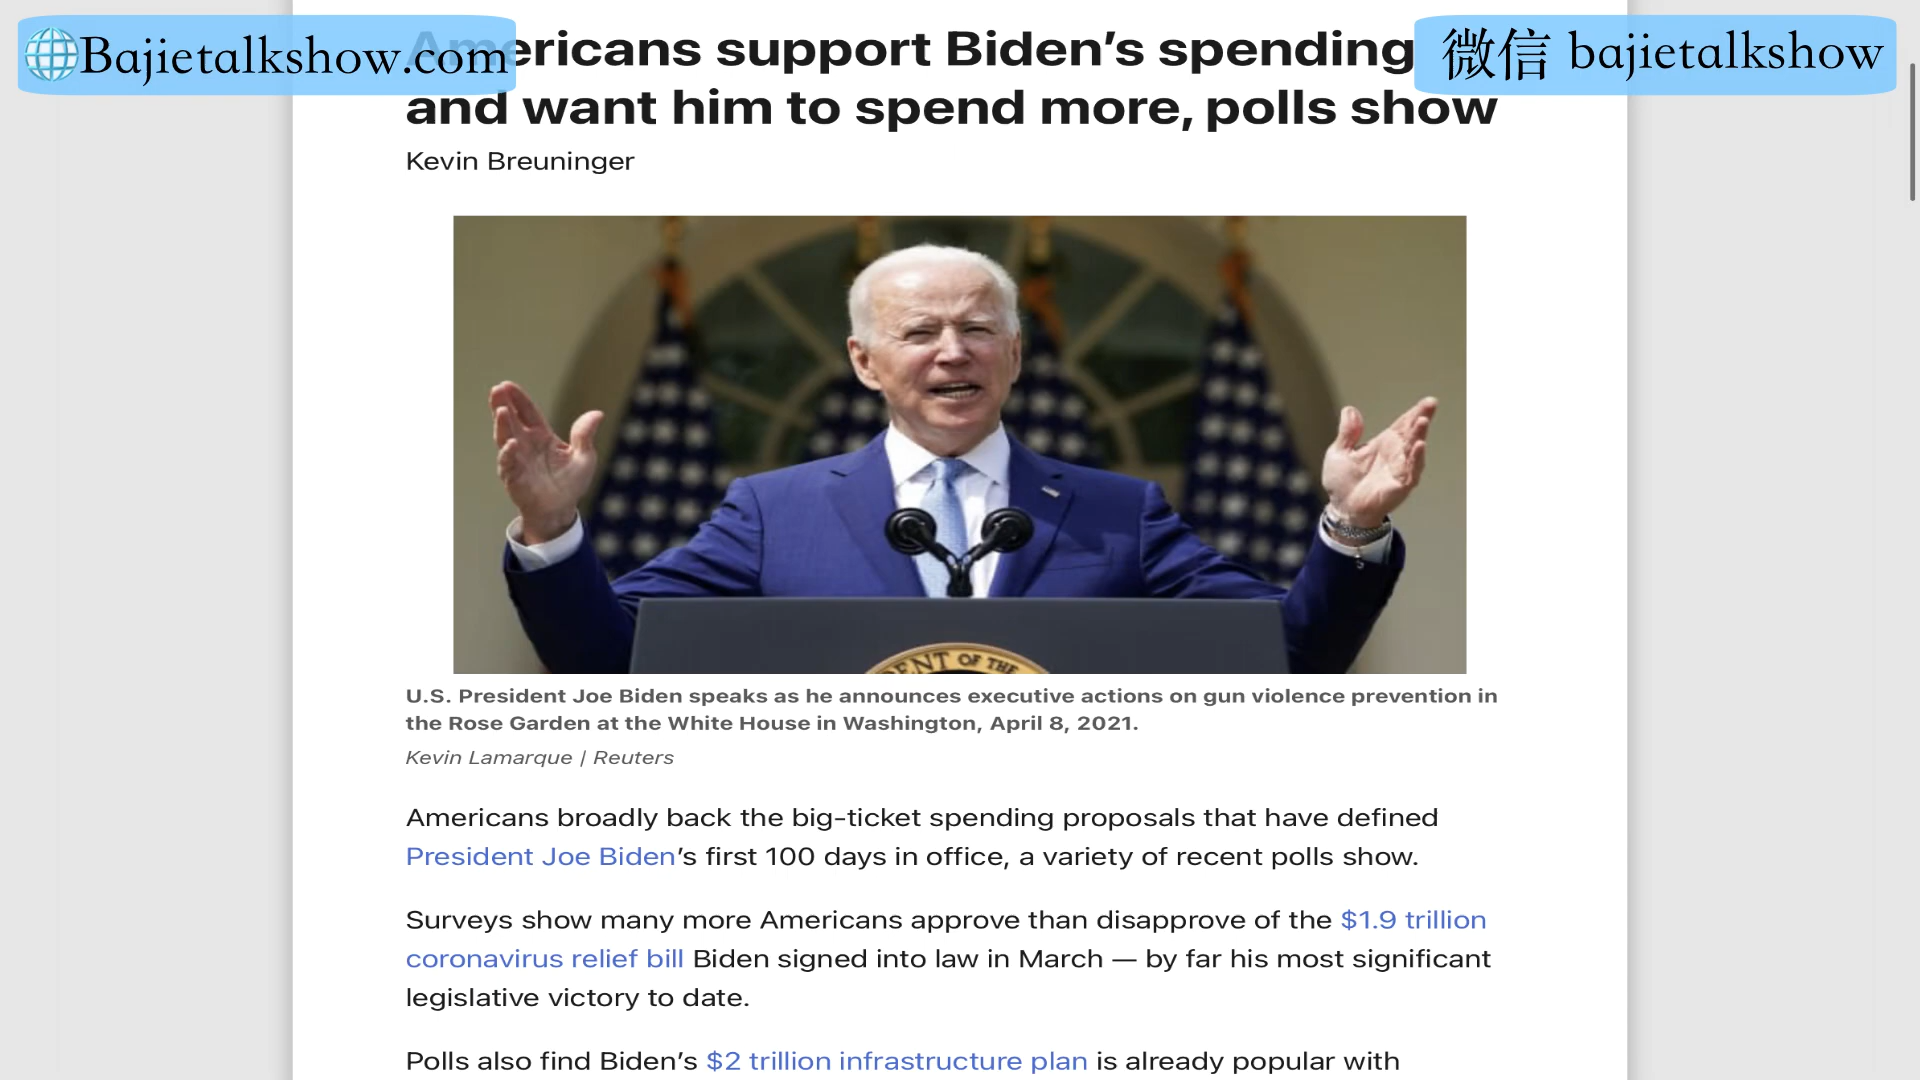 Bajietalkshow.com
微信 bajietalkshow
Americans support Biden's spending
and want him to spend more, polls show
Kevin Breuninger
ENT OF THE
U.S. President Joe Biden speaks as he announces executive actions on gun violence prevention in
the Rose Garden at the White House in Washington, April 8, 2021.
Kevin Lamarque | Reuters
Americans broadly back the big-ticket spending proposals that have defined
President Joe Biden's first 100 days in office, a variety of recent polls show.
Surveys show many more Americans approve than disapprove of the $1.9 trillion
coronavirus relief bill Biden signed into law in March — by far his most significant
legislative victory to date.
Polls also find Biden's $2 trillion infrastructure plan is already popular with